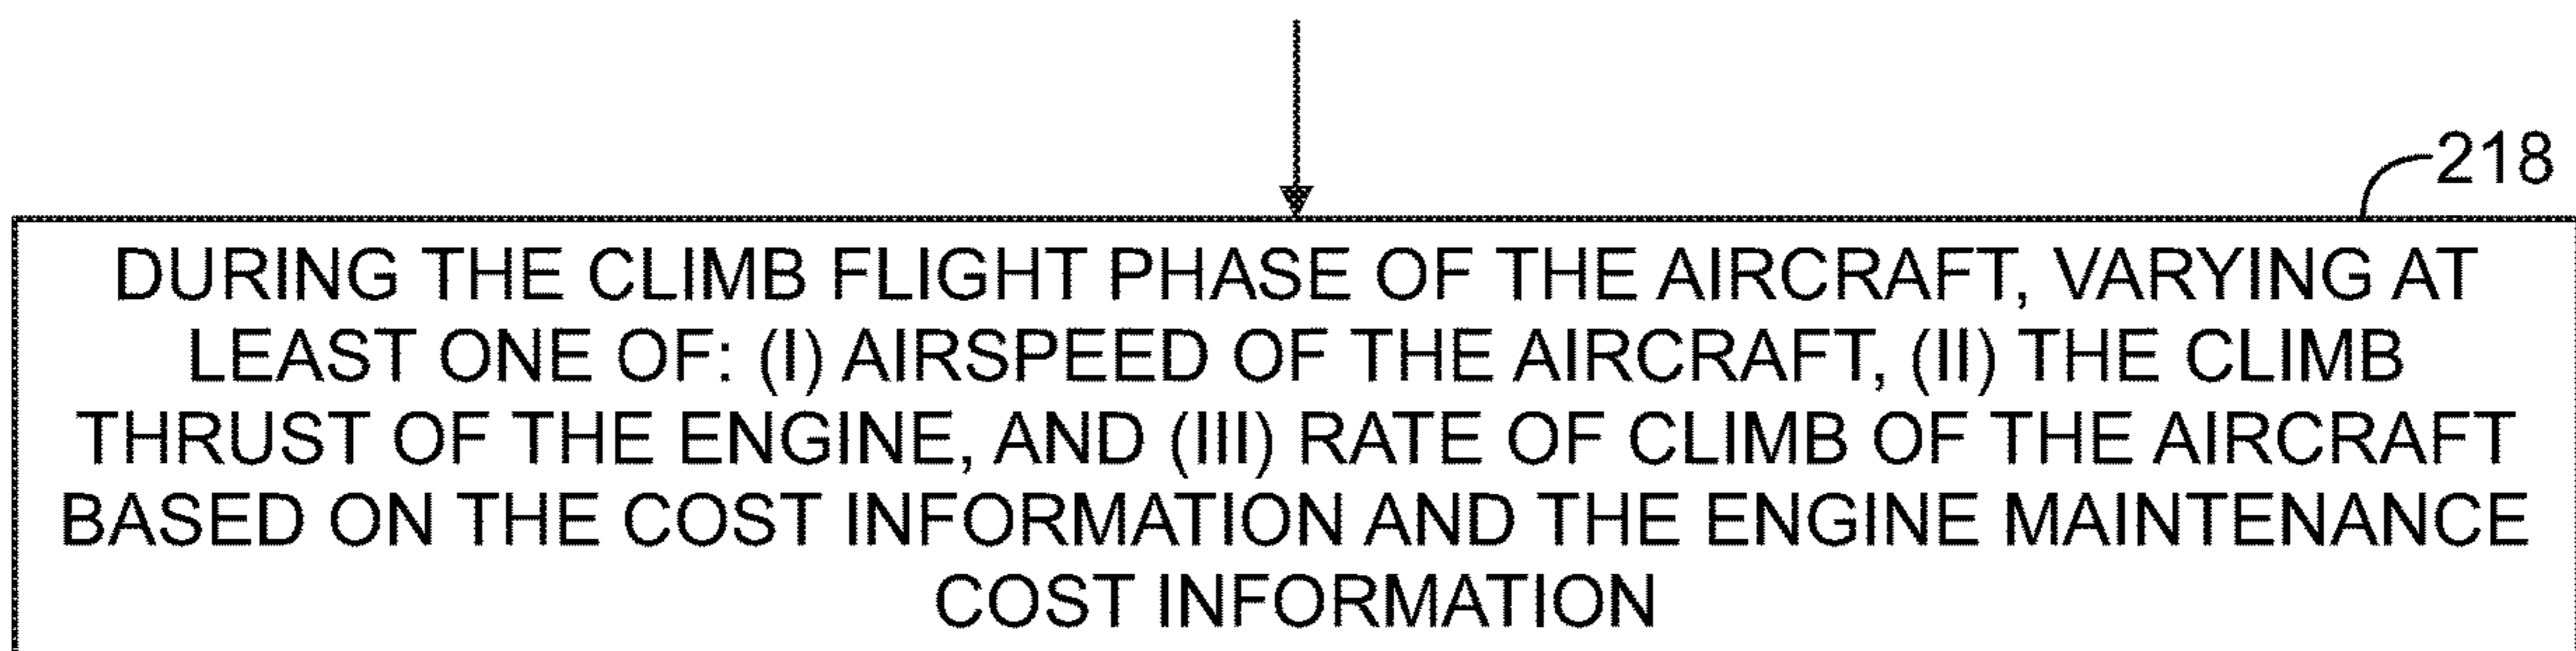 218
DURING THE CLIMB FLIGHT PHASE OF THE AIRCRAFT, VARYING AT
LEAST ONE OF: (I) AIRSPEED OF THE AIRCRAFT, (II) THE CLIMB
THRUST OF THE ENGINE, AND (III) RATE OF CLIMB OF THE AIRCRAFT
BASED ON THE COST INFORMATION AND THE ENGINE MAINTENANCE
COST INFORMATION